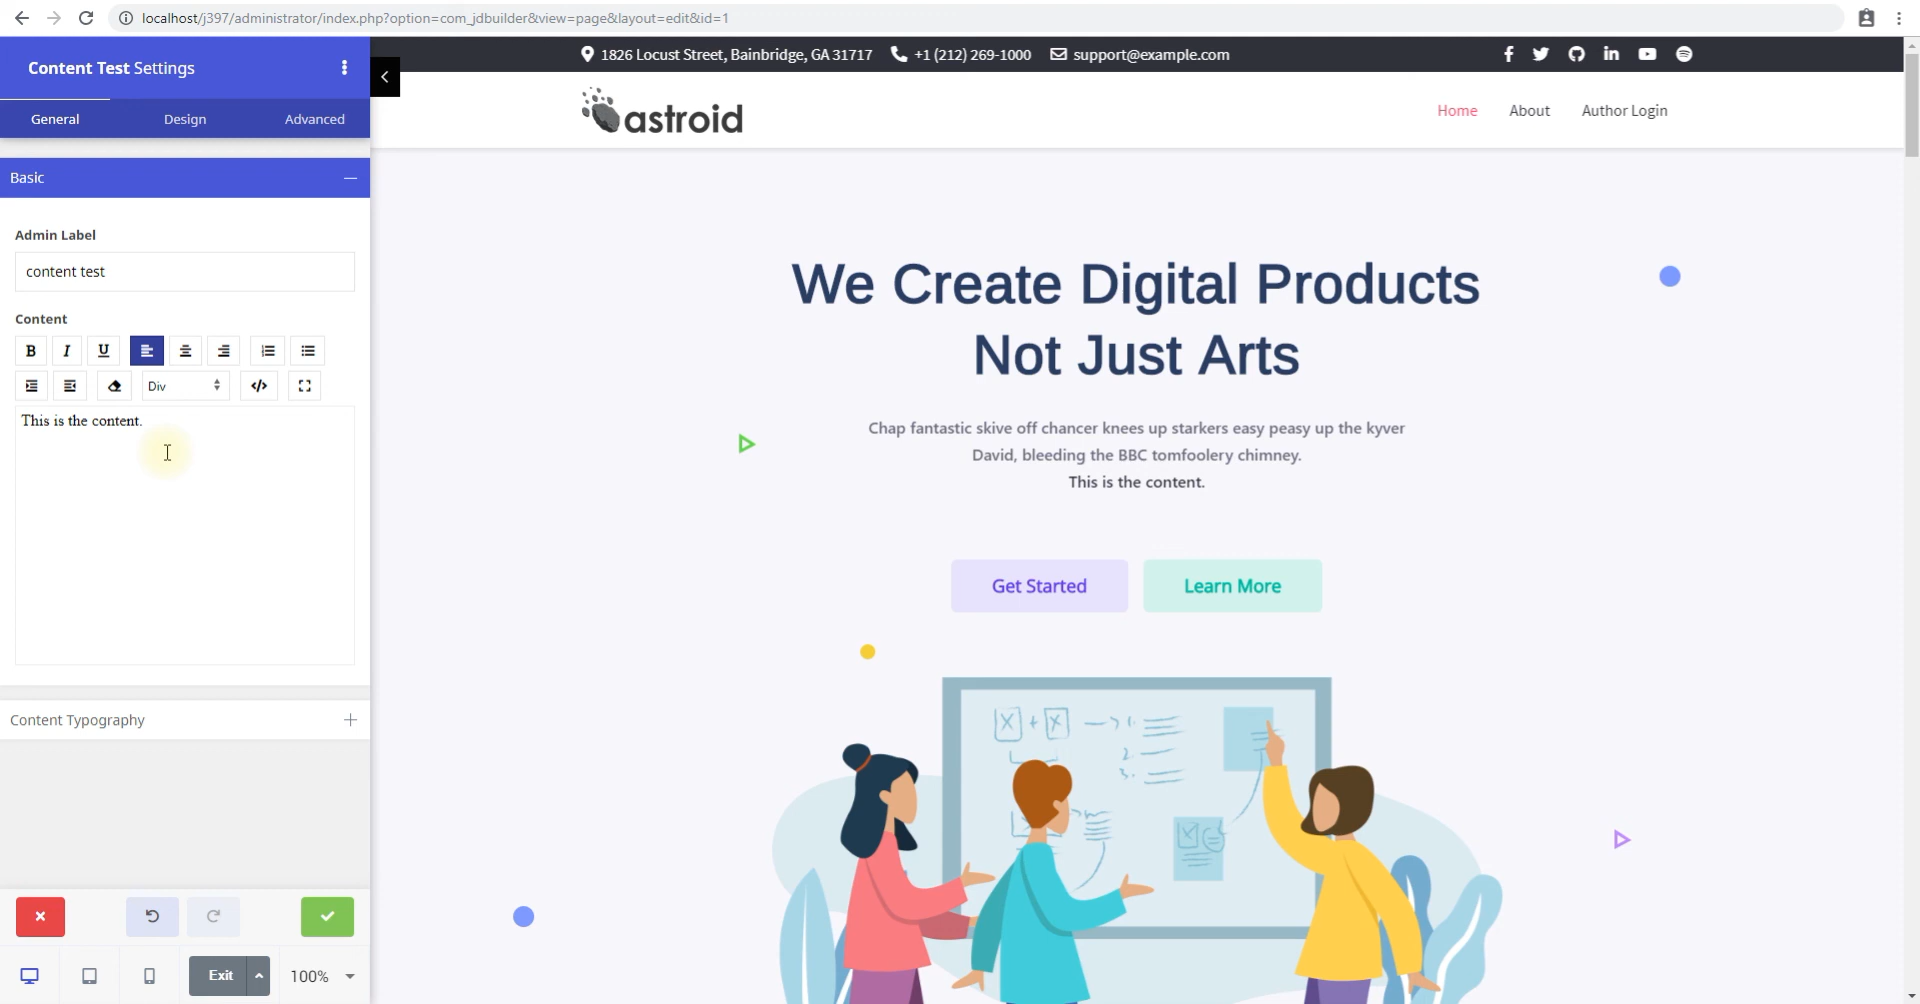 localhost/j397/administrator/index.php?option=com_jdbuilder&view=page&layout=edit&id=1
Content Test Settings
General Design Advanced
Basic
Admin Label
content test
Content
B I U
Div
This is the content.
Content Typography
Exit 100%
1826 Locust Street, Bainbridge, GA 31717 +1 (212) 269-1000 support@example.com
astroid
Home About Author Login
We Create Digital Products
Not Just Arts
Chap fantastic skive off chancer knees up starkers easy peasy up the kyver
David, bleeding the BBC tomfoolery chimney.
This is the content.
Get Started Learn More
X + X 1.
2.
3.